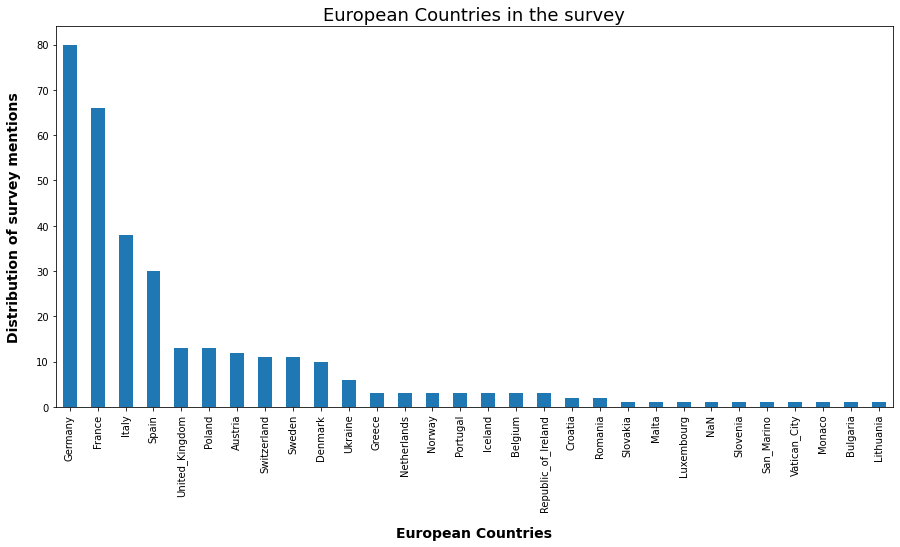 European Countries in the survey
Distribution of survey mentions
80
70
60
50
40
30
20
10
0
Germany
France
Italy
Spain
United_Kingdom
Poland
Austria
Switzerland
Sweden
Denmark
Ukraine
Greece
Netherlands
Norway
Portugal
Iceland
Belgium
Republic_of_Ireland
Croatia
Romania
Slovakia
Malta
Luxembourg
NaN
Slovenia
San_Marino
Vatican_City
Monaco
Bulgaria
Lithuania
European Countries